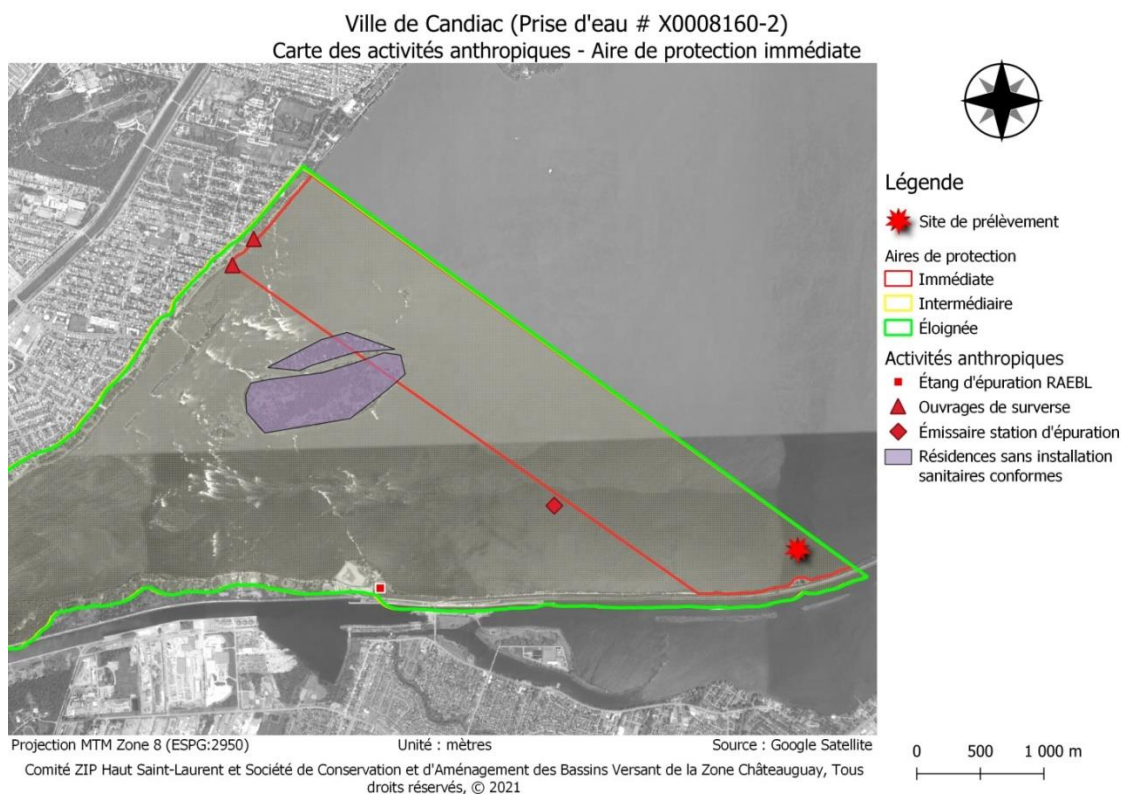 Ville de Candiac (Prise d'eau # X0008160-2)
Carte des activités anthropiques - Aire de protection immédiate
Légende
Site de prélèvement
Aires de protection
Immédiate
Intermédiaire
Éloignée
Activités anthropiques
Étang d'épuration RAEBL
Ouvrages de surverse
Émissaire station d'épuration
Résidences sans installation
sanitaires conformes
Projection MTM Zone 8 (ESPG:2950)
Unité : mètres
Source : Google Satellite
0 500 1 000 m
Comité ZIP Haut Saint-Laurent et Société de Conservation et d'Aménagement des Bassins Versant de la Zone Châteauguay, Tous
droits réservés, © 2021